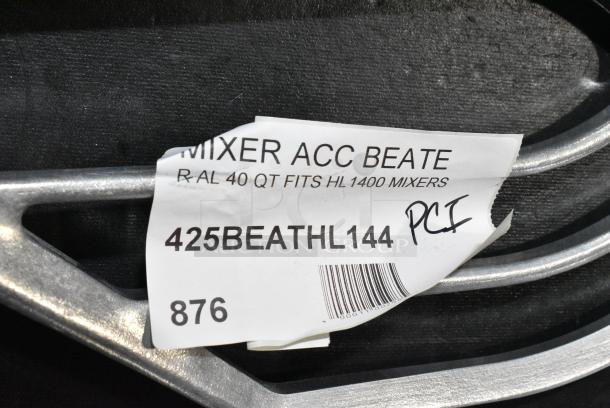 MIXER ACC BEATE
R-AL 40 QT FITS HL1400 MIXERS
425BEATHL144
PCI
876